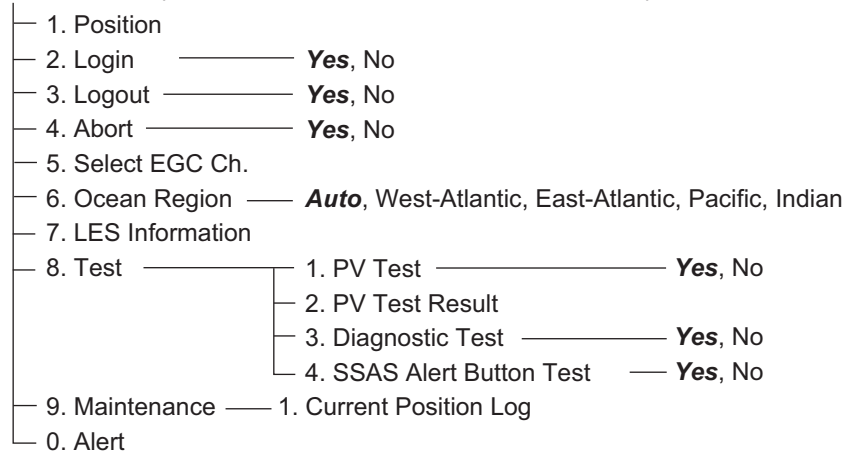 1. Position
2. Login Yes, No
3. Logout Yes, No
4. Abort Yes, No
5. Select EGC Ch.
6. Ocean Region Auto, West-Atlantic, East-Atlantic, Pacific, Indian
7. LES Information
8. Test 1. PV Test Yes, No
2. PV Test Result
3. Diagnostic Test Yes, No
4. SSAS Alert Button Test Yes, No
9. Maintenance 1. Current Position Log
0. Alert